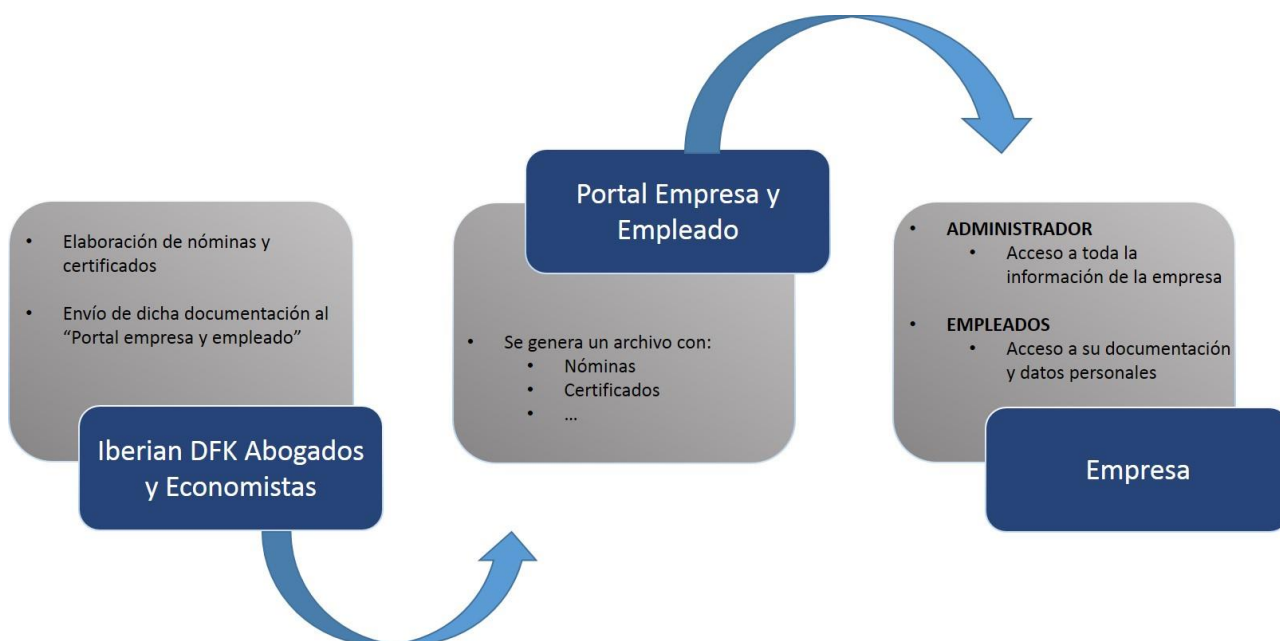 • Elaboración de nóminas y
certificados
• Envío de dicha documentación al
“Portal empresa y empleado”
Iberian DFK Abogados
y Economistas
Portal Empresa y
Empleado
• Se genera un archivo con:
• Nóminas
• Certificados
• ...
• ADMINISTRADOR
• Acceso a toda la
información de la empresa
• EMPLEADOS
• Acceso a su documentación
y datos personales
Empresa